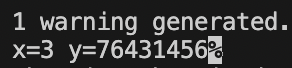 1 warning generated.
x=3 y=76431456%